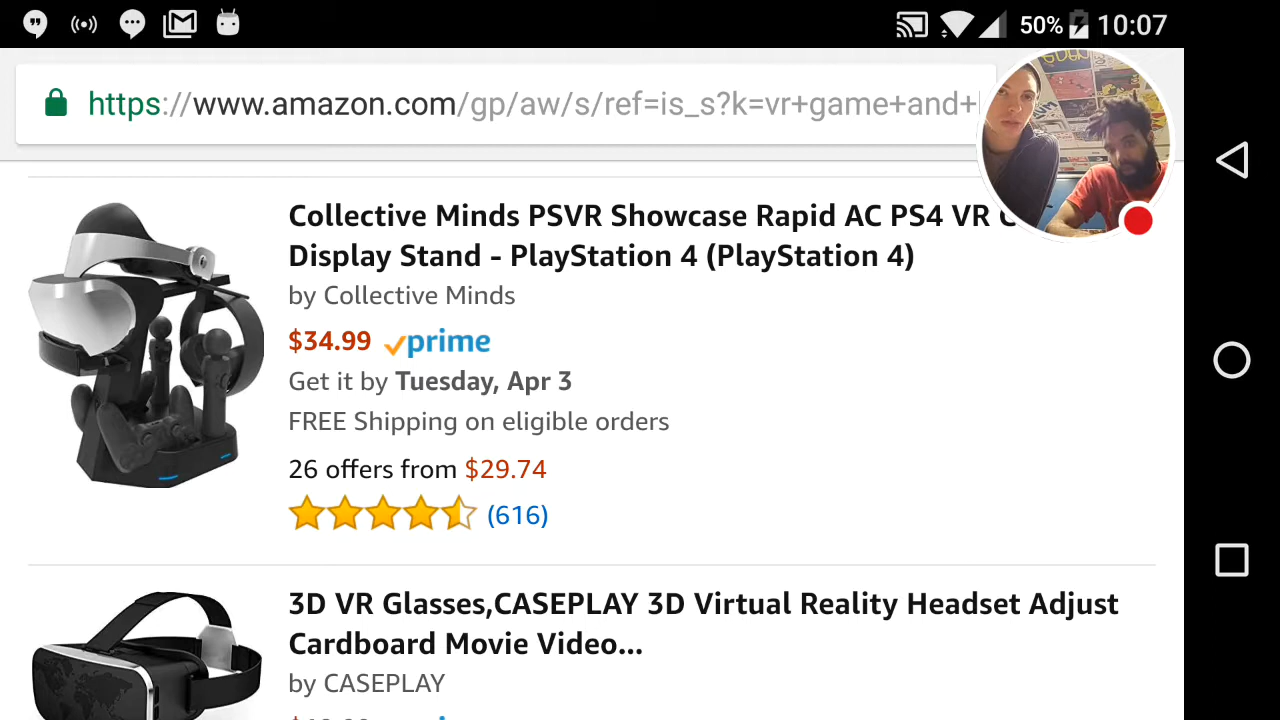 50% 10:07
https://www.amazon.com/gp/aw/s/ref=is_s?k=vr+game+and+
Collective Minds PSVR Showcase Rapid AC PS4 VR
Display Stand - PlayStation 4 (PlayStation 4)
by Collective Minds
$34.99 prime
Get it by Tuesday, Apr 3
FREE Shipping on eligible orders
26 offers from $29.74
(616)
3D VR Glasses,CASEPLAY 3D Virtual Reality Headset Adjust
Cardboard Movie Video...
by CASEPLAY